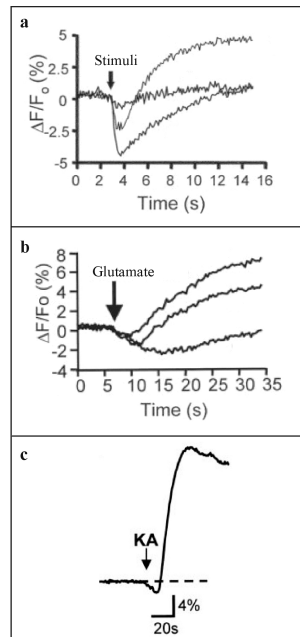 a
5
Stimuli
2.5
0
-2.5
-5
ΔF/Fo (%)
0 2 4 6 8 10 12 14 16
Time (s)
b
8
Glutamate
6
4
2
0
-2
-4
ΔF/Fo (%)
0 5 10 15 20 25 30 35
Time (s)
c
KA
4%
20s